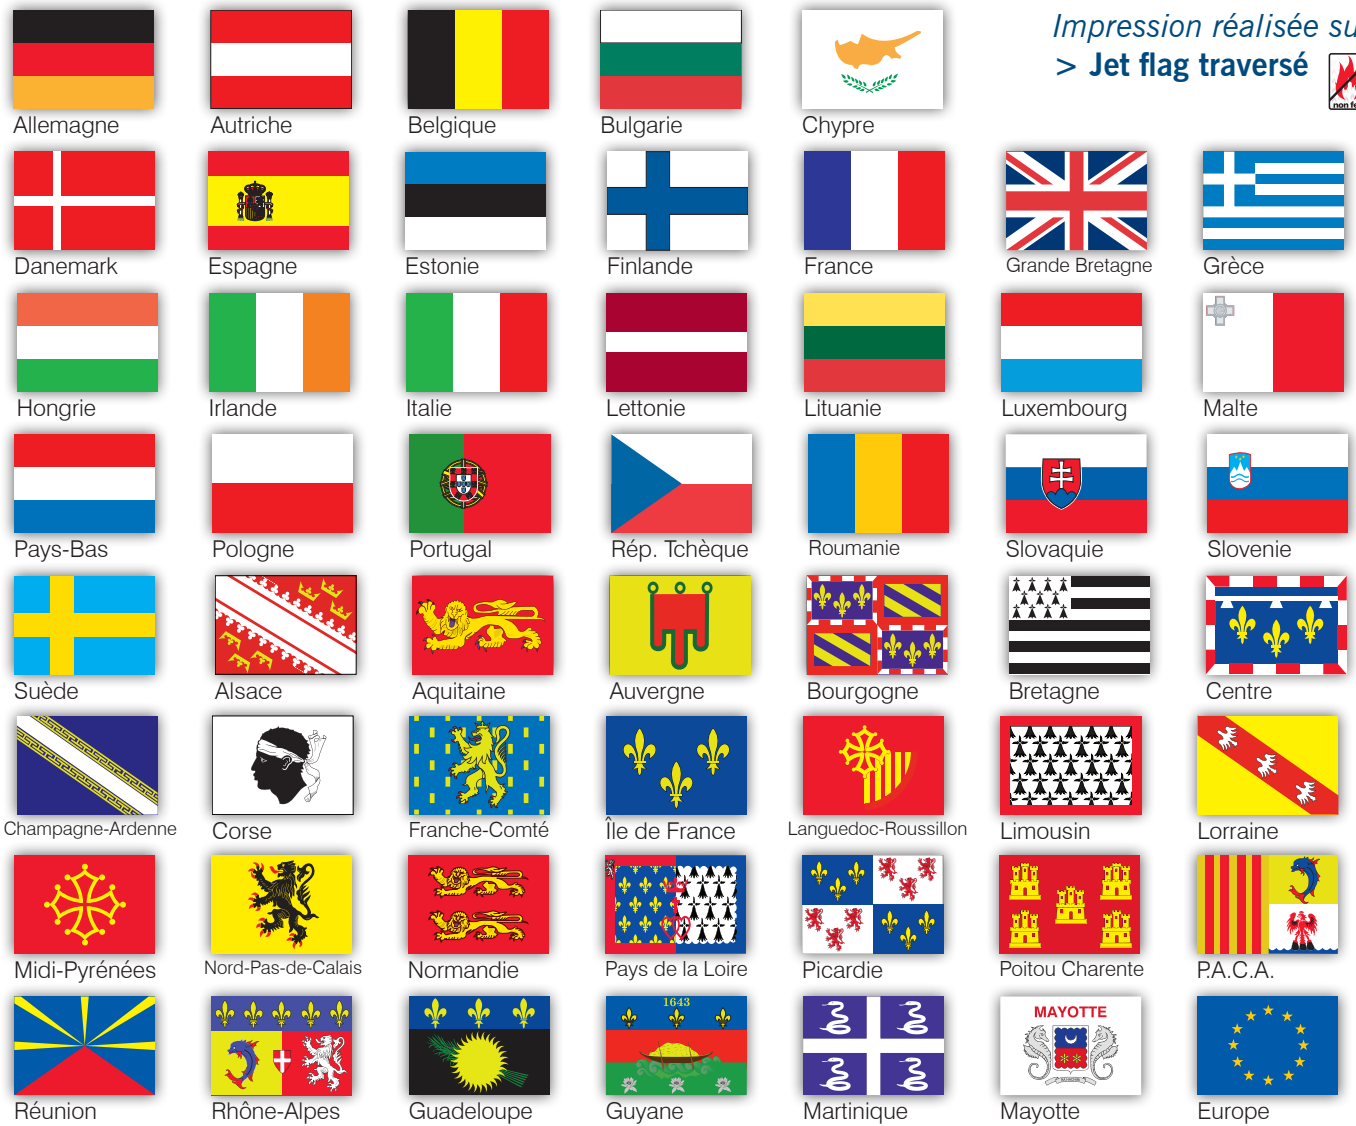 Impression réalisée su
> Jet flag traversé
non fe
Allemagne
Autriche
Belgique
Bulgarie
Chypre
Danemark
Espagne
Estonie
Finlande
France
Grande Bretagne
Grèce
Hongrie
Irlande
Italie
Lettonie
Lituanie
Luxembourg
Malte
Pays-Bas
Pologne
Portugal
Rép. Tchèque
Roumanie
Slovaquie
Slovenie
Suède
Alsace
Aquitaine
Auvergne
Bourgogne
Bretagne
Centre
Champagne-Ardenne
Corse
Franche-Comté
Île de France
Languedoc-Roussillon
Limousin
Lorraine
Midi-Pyrénées
Nord-Pas-de-Calais
Normandie
Pays de la Loire
Picardie
Poitou Charente
P.A.C.A.
1643
MAYOTTE
Réunion
Rhône-Alpes
Guadeloupe
Guyane
Martinique
Mayotte
Europe